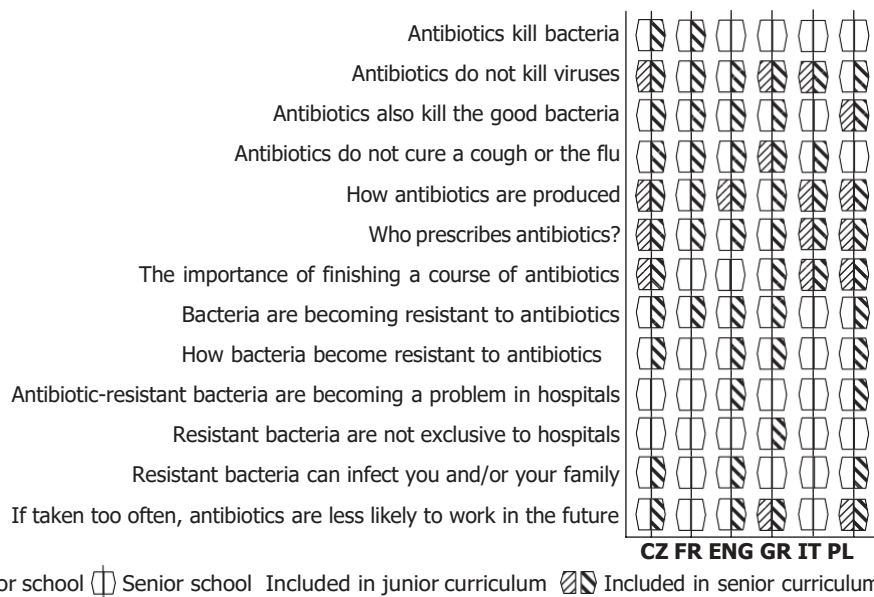 Antibiotics kill bacteria
Antibiotics do not kill viruses
Antibiotics also kill the good bacteria
Antibiotics do not cure a cough or the flu
How antibiotics are produced
Who prescribes antibiotics?
The importance of finishing a course of antibiotics
Bacteria are becoming resistant to antibiotics
How bacteria become resistant to antibiotics
Antibiotic-resistant bacteria are becoming a problem in hospitals
Resistant bacteria are not exclusive to hospitals
Resistant bacteria can infect you and/or your family
If taken too often, antibiotics are less likely to work in the future
CZ FR ENG GR IT PL
or school Senior school Included in junior curriculum Included in senior curriculum